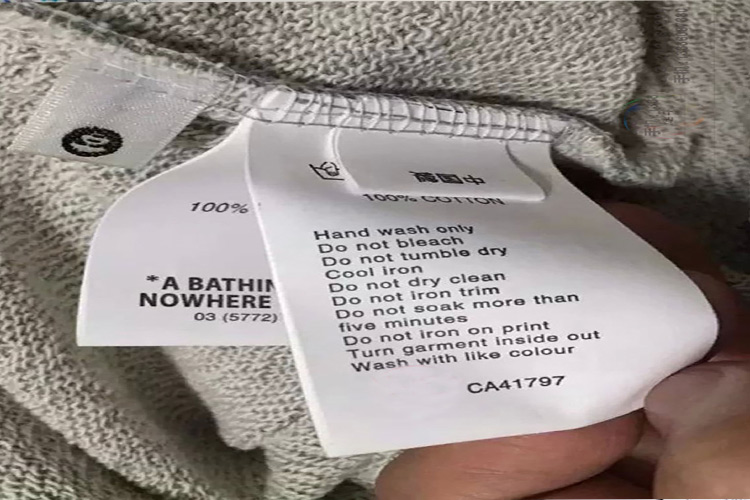 中国製
100% COTTON
Hand wash only
Do not bleach
Do not tumble dry
Cool iron
Do not dry clean
Do not iron trim
Do not soak more than
five minutes
Do not iron on print
Turn garment inside out
Wash with like colour
CA41797
100%
*A BATHIN
NOWHERE
03 (5772)